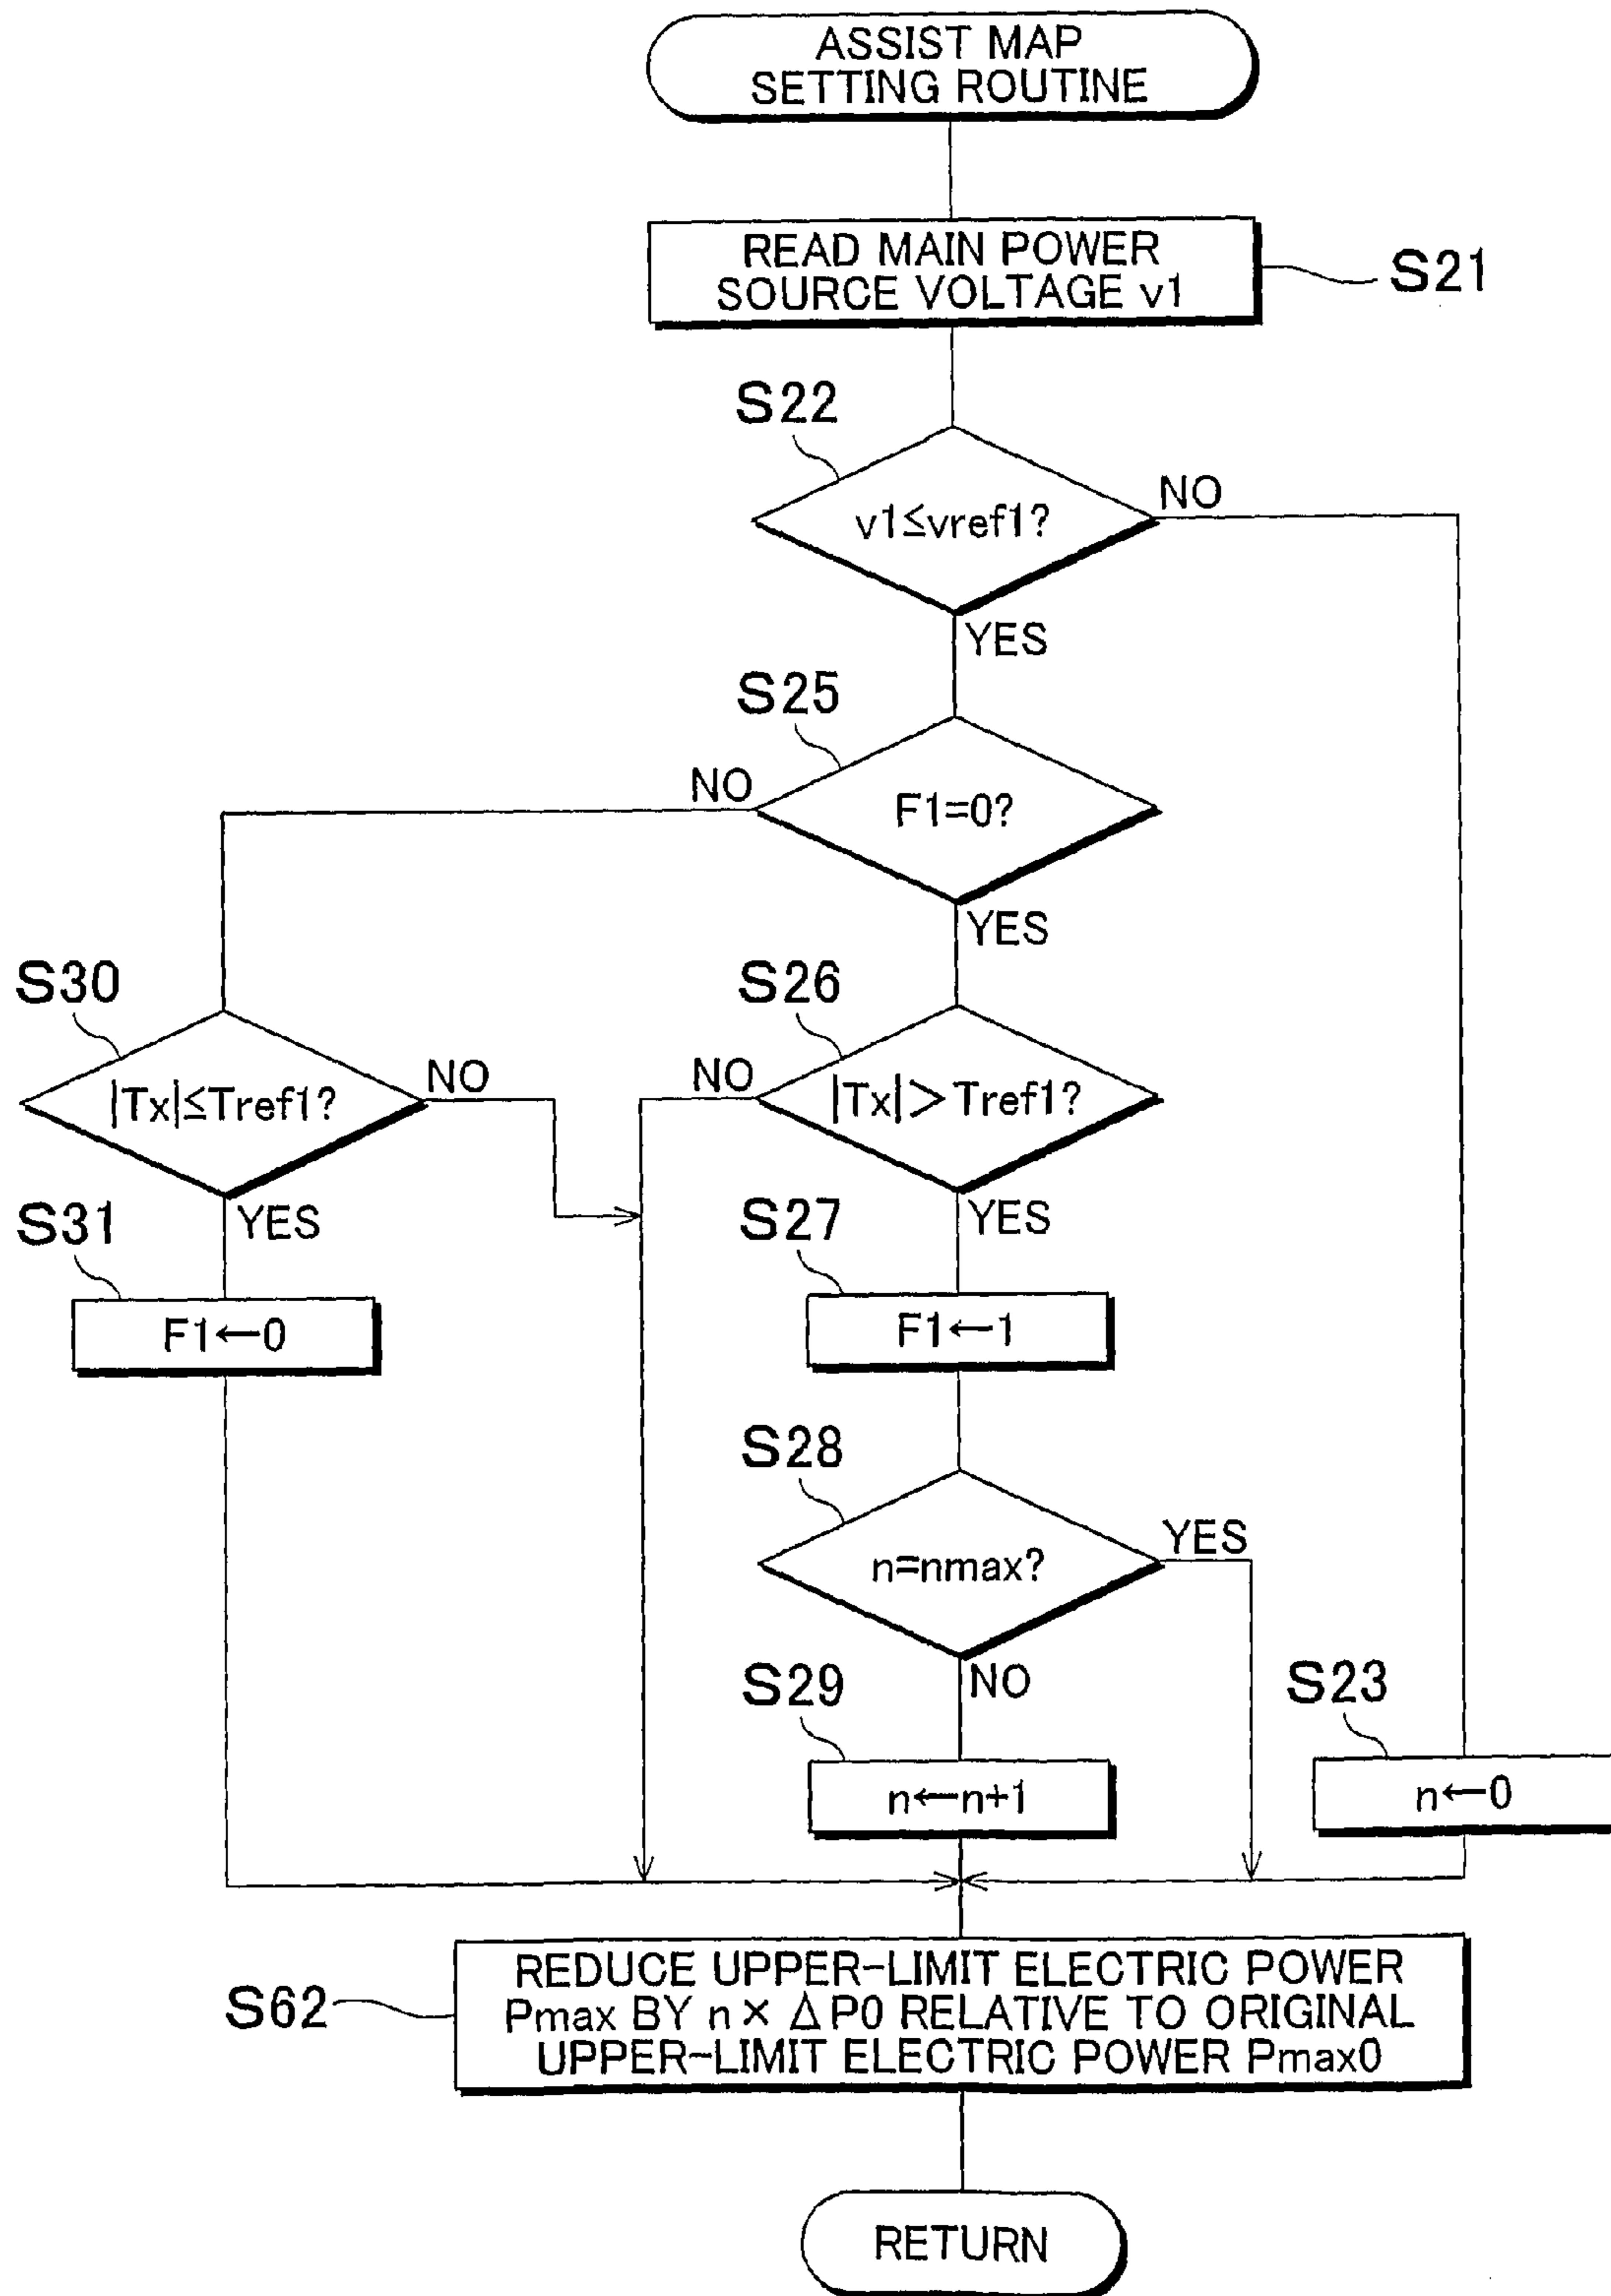 ASSIST MAP
SETTING ROUTINE
READ MAIN POWER
SOURCE VOLTAGE v1
S21
S22
v1≤vref1?
NO
YES
S25
F1=0?
NO
YES
S30
|Tx|≤Tref1?
NO
YES
S26
|Tx|>Tref1?
NO
YES
S31
F1←0
S27
F1←1
S28
n=nmax?
YES
NO
S29
n←n+1
S23
n←0
S62
REDUCE UPPER-LIMIT ELECTRIC POWER
Pmax BY n × ΔP0 RELATIVE TO ORIGINAL
UPPER-LIMIT ELECTRIC POWER Pmax0
RETURN